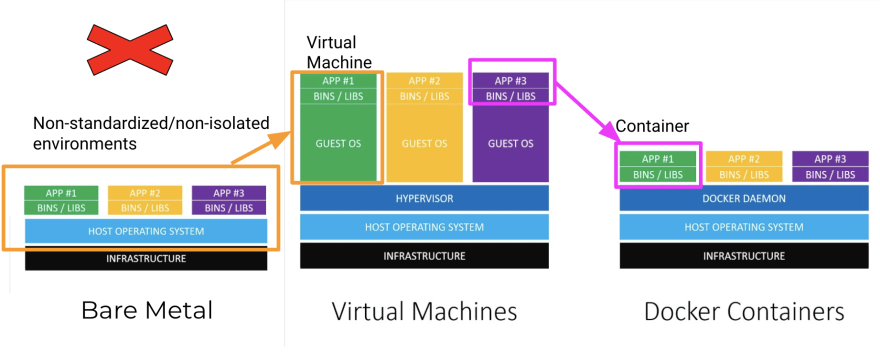 Non-standardized/non-isolated
environments
APP #1
APP #2
APP #3
BINS / LIBS
BINS / LIBS
BINS / LIBS
HOST OPERATING SYSTEM
INFRASTRUCTURE
Bare Metal
Virtual
Machine
APP #1
APP #2
APP #3
BINS / LIBS
BINS / LIBS
BINS / LIBS
GUEST OS
GUEST OS
GUEST OS
HYPERVISOR
HOST OPERATING SYSTEM
INFRASTRUCTURE
Virtual Machines
Container
APP #1
APP #2
APP #3
BINS / LIBS
BINS / LIBS
BINS / LIBS
DOCKER DAEMON
HOST OPERATING SYSTEM
INFRASTRUCTURE
Docker Containers